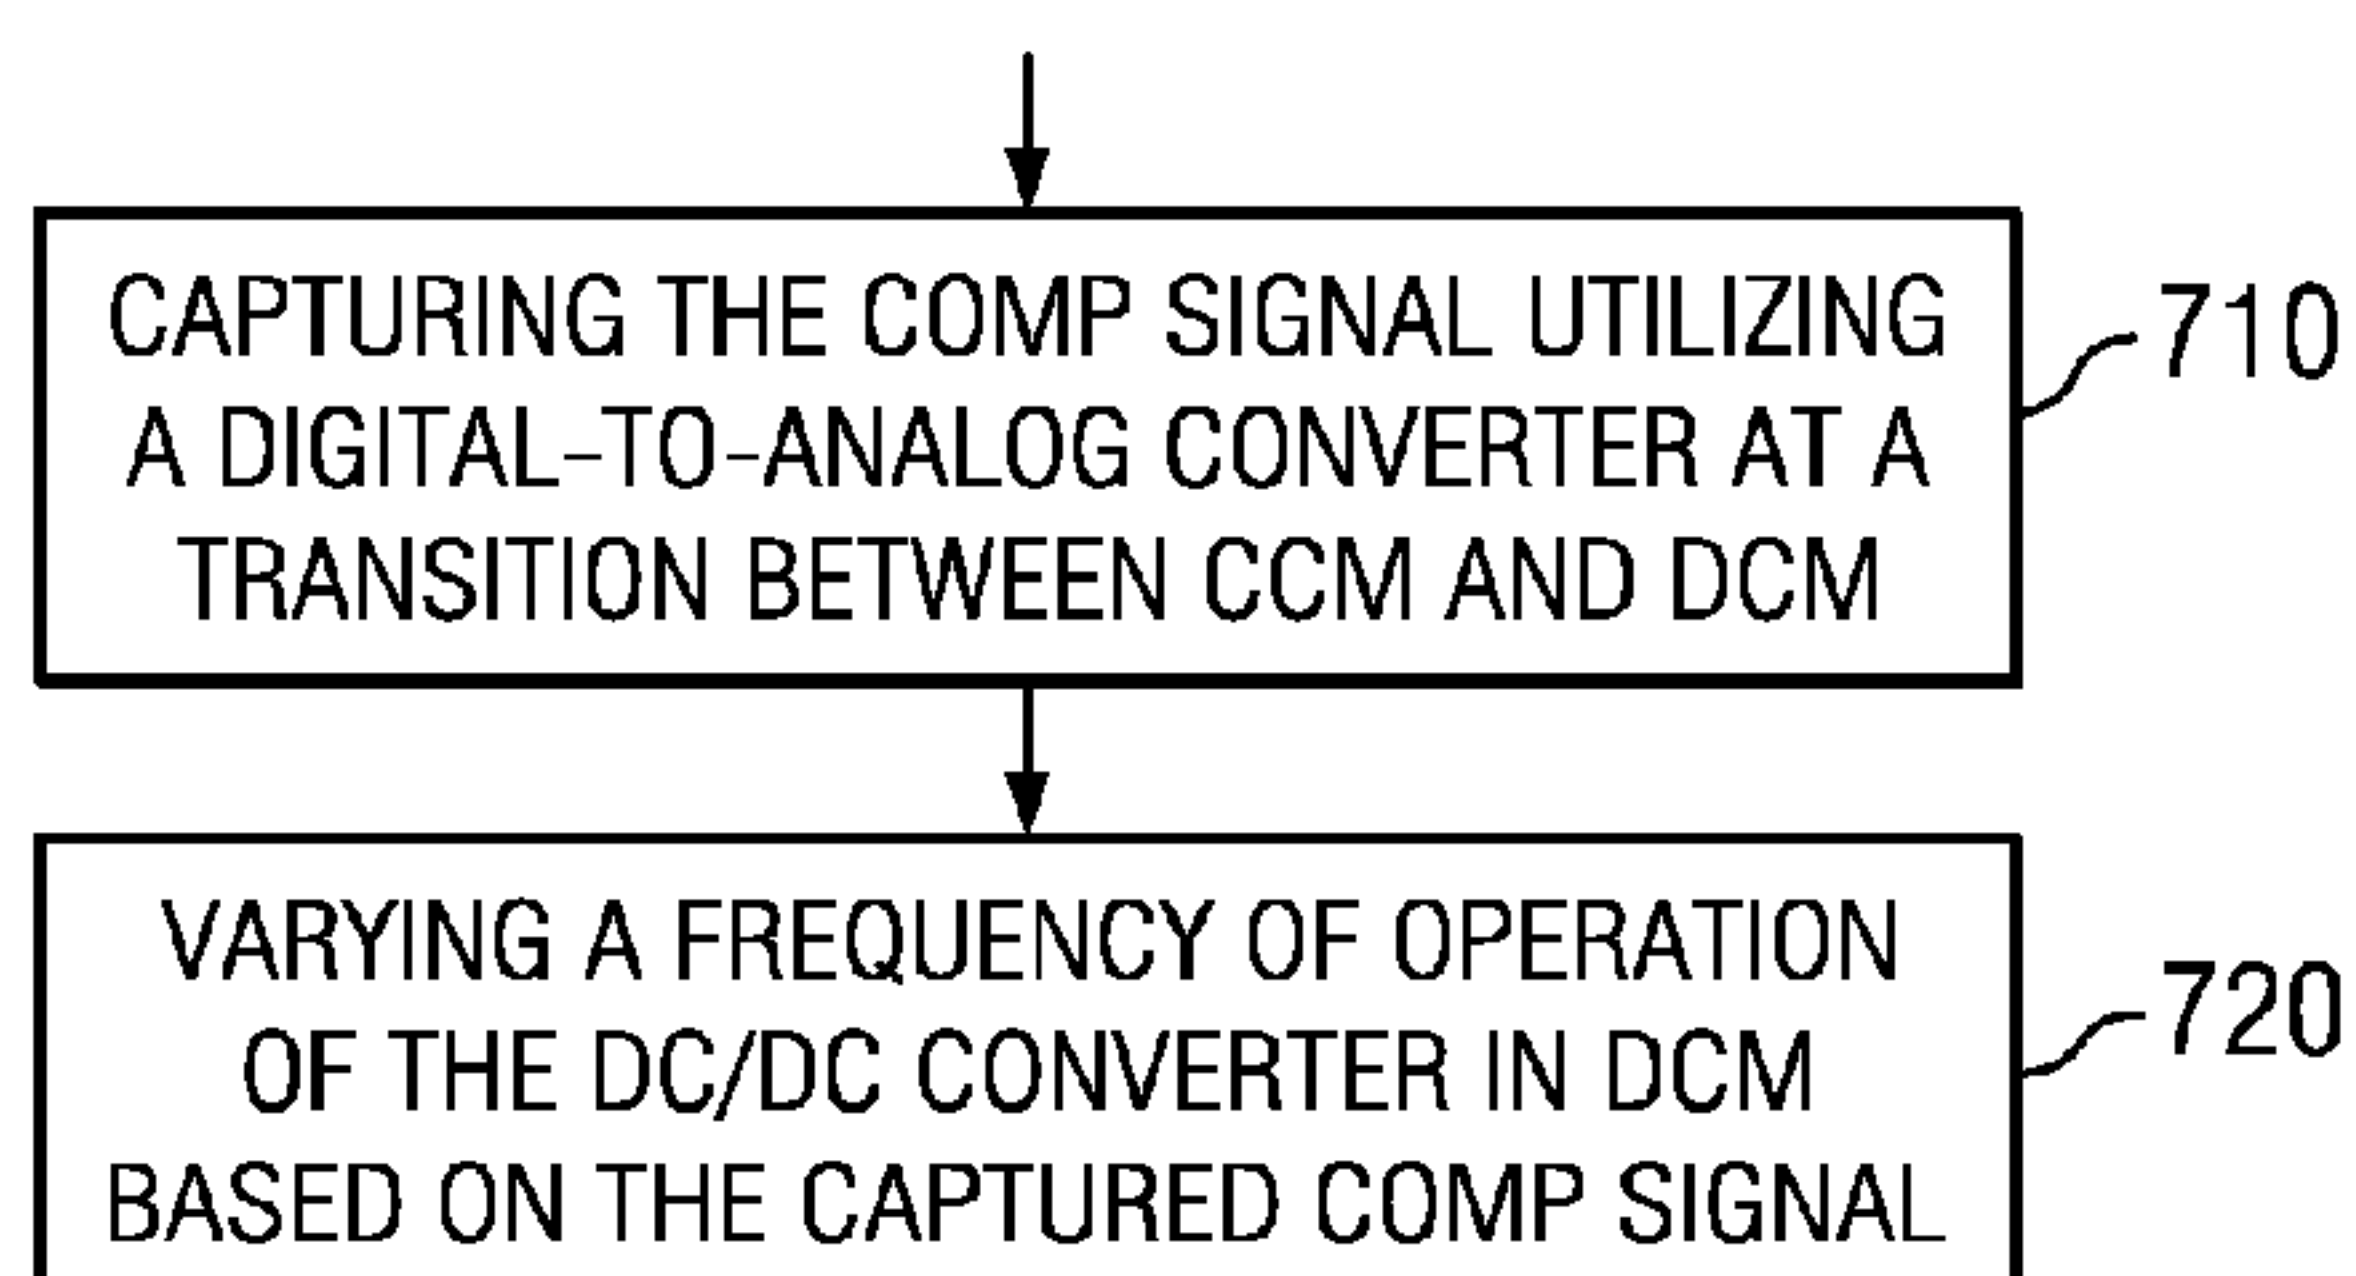 CAPTURING THE COMP SIGNAL UTILIZING
A DIGITAL-TO-ANALOG CONVERTER AT A
TRANSITION BETWEEN CCM AND DCM
710
VARYING A FREQUENCY OF OPERATION
OF THE DC/DC CONVERTER IN DCM
BASED ON THE CAPTURED COMP SIGNAL
720